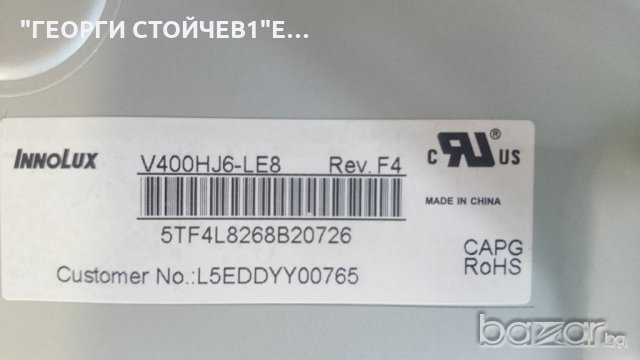 "ГЕОРГИ СТОЙЧЕВ1"Е...
INNOLUX
V400HJ6-LE8 Rev. F4
5TF4L8268B20726
Customer No.:L5EDDYY00765
c RU US
MADE IN CHINA
CAPG
RoHS
bazar.bg